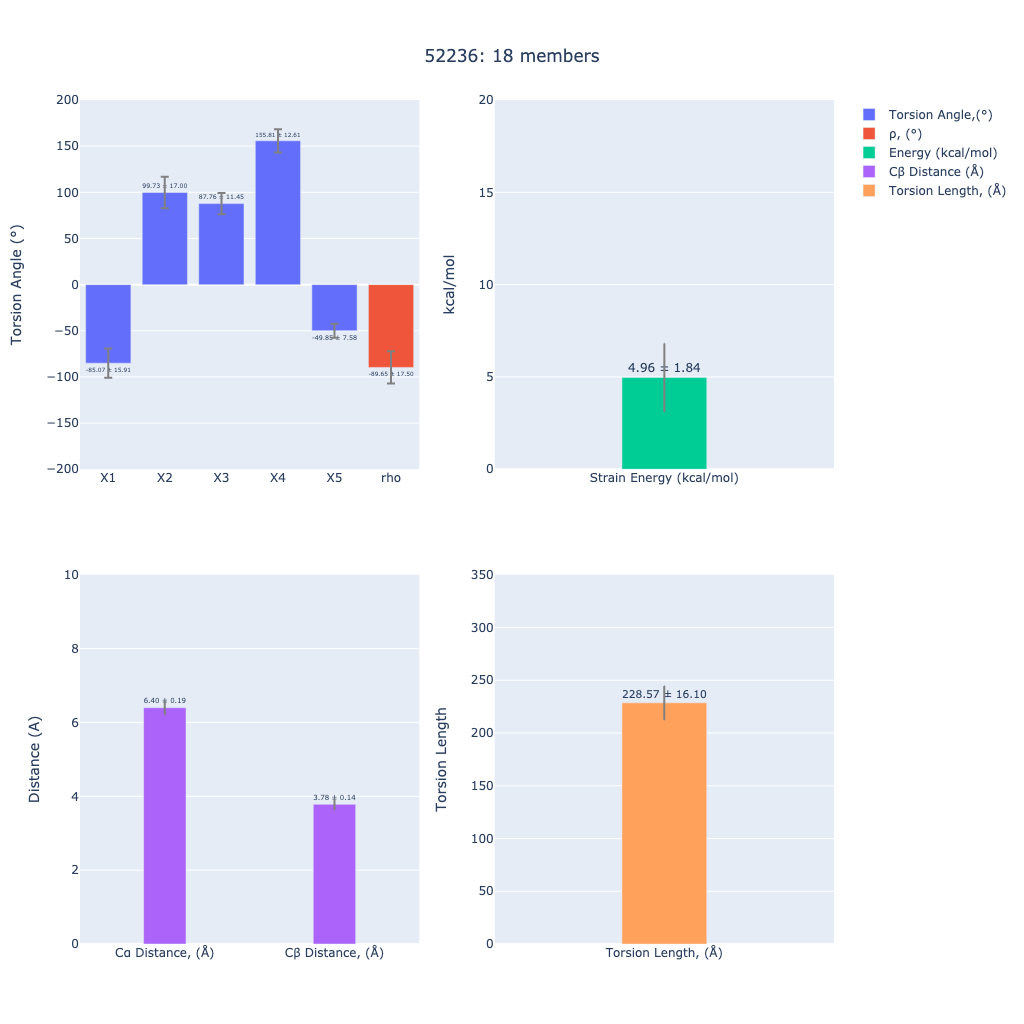 52236: 18 members
Torsion Angle (°)
200
150
100
50
0
−50
−100
−150
−200
-85.07 ± 15.91
99.73 ± 17.00
87.76 ± 11.45
155.81 ± 12.61
-49.85 ± 7.58
-89.65 ± 17.50
X1 X2 X3 X4 X5 rho
kcal/mol
20
15
10
5
0
4.96 ± 1.84
Strain Energy (kcal/mol)
Torsion Angle,(°)
ρ, (°)
Energy (kcal/mol)
Cβ Distance (Å)
Torsion Length, (Å)
Distance (A)
10
8
6
4
2
0
6.40 ± 0.19
3.78 ± 0.14
Cα Distance, (Å) Cβ Distance, (Å)
Torsion Length
350
300
250
200
150
100
50
0
228.57 ± 16.10
Torsion Length, (Å)